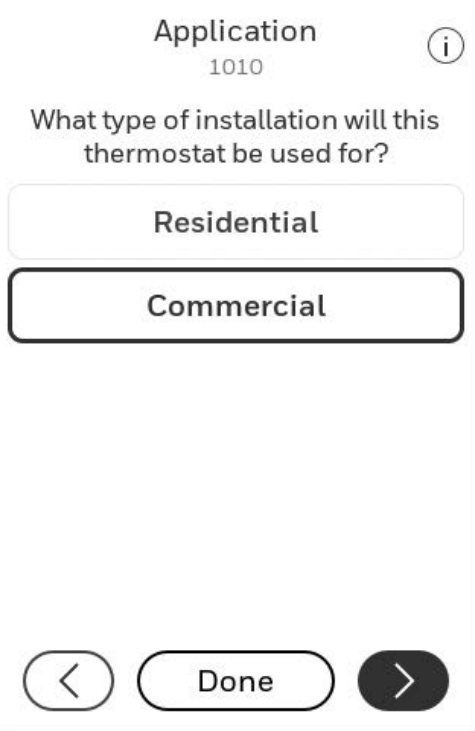 Application
1010
What type of installation will this
thermostat be used for?
Residential
Commercial
Done